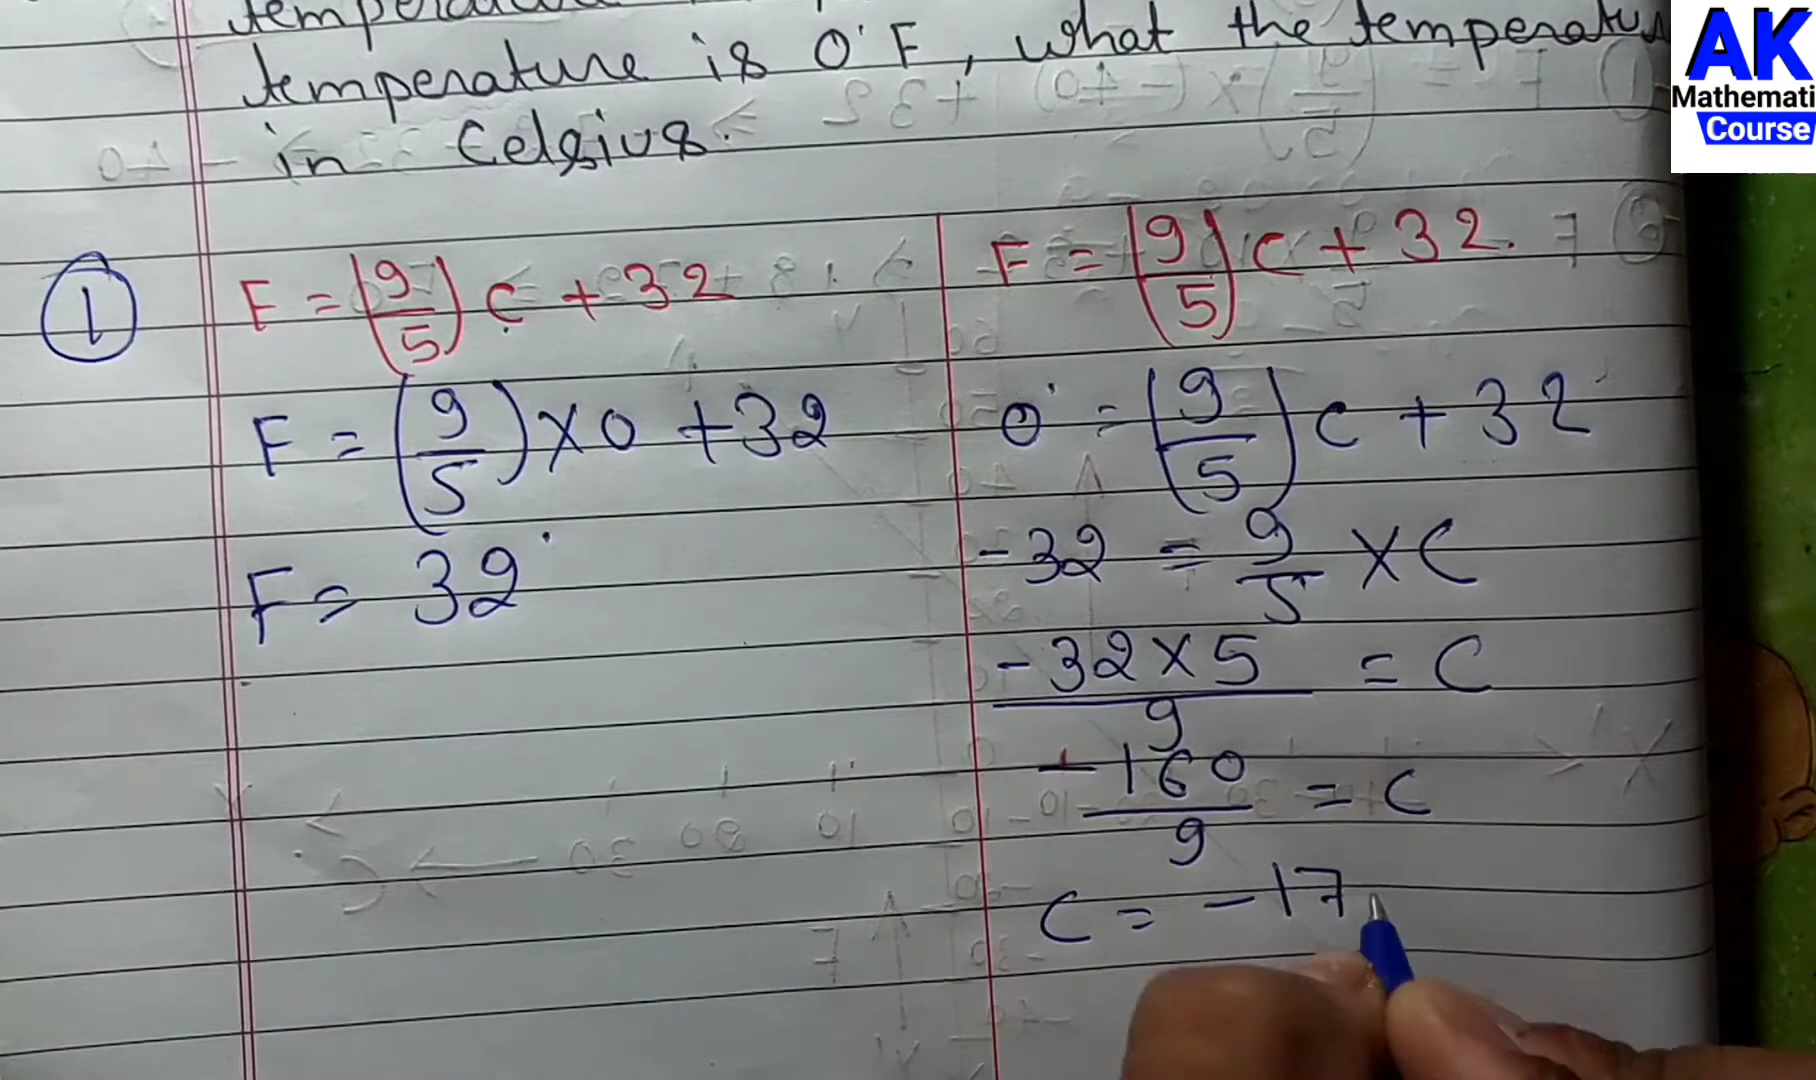 temperature
temperature is 0°F, what the temperatu
in Celsius.
AK
Mathemati
Course
1
F = (9/5) C + 32
F = (9/5) × 0 + 32
F = 32°
F = (9/5) C + 32.
0° = (9/5) C + 32
-32 = 9/5 × C
-32 × 5 / 9 = C
-160 / 9 = C
C = -17